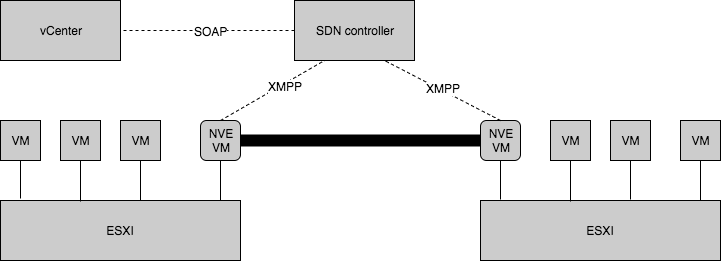 vCenter
SOAP
SDN controller
XMPP
XMPP
VM
VM
VM
NVE
VM
NVE
VM
VM
VM
VM
ESXI
ESXI